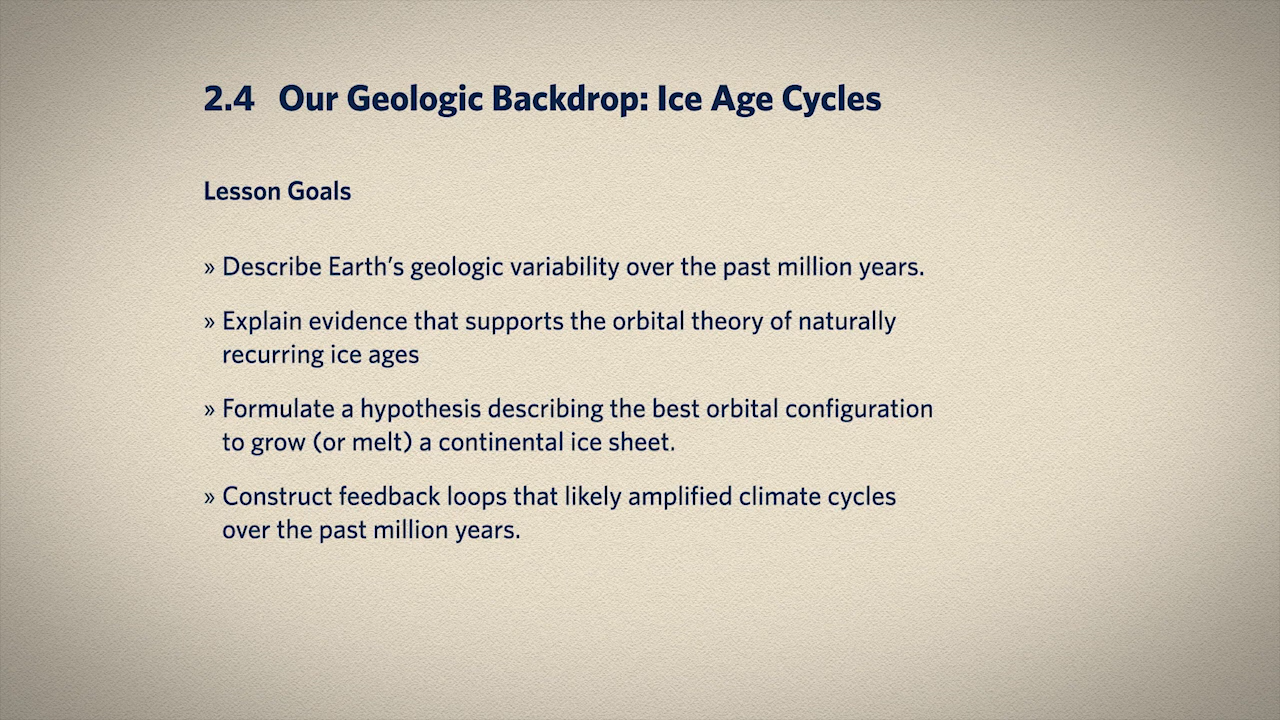 2.4 Our Geologic Backdrop: Ice Age Cycles
Lesson Goals
» Describe Earth’s geologic variability over the past million years.
» Explain evidence that supports the orbital theory of naturally
recurring ice ages
» Formulate a hypothesis describing the best orbital configuration
to grow (or melt) a continental ice sheet.
» Construct feedback loops that likely amplified climate cycles
over the past million years.